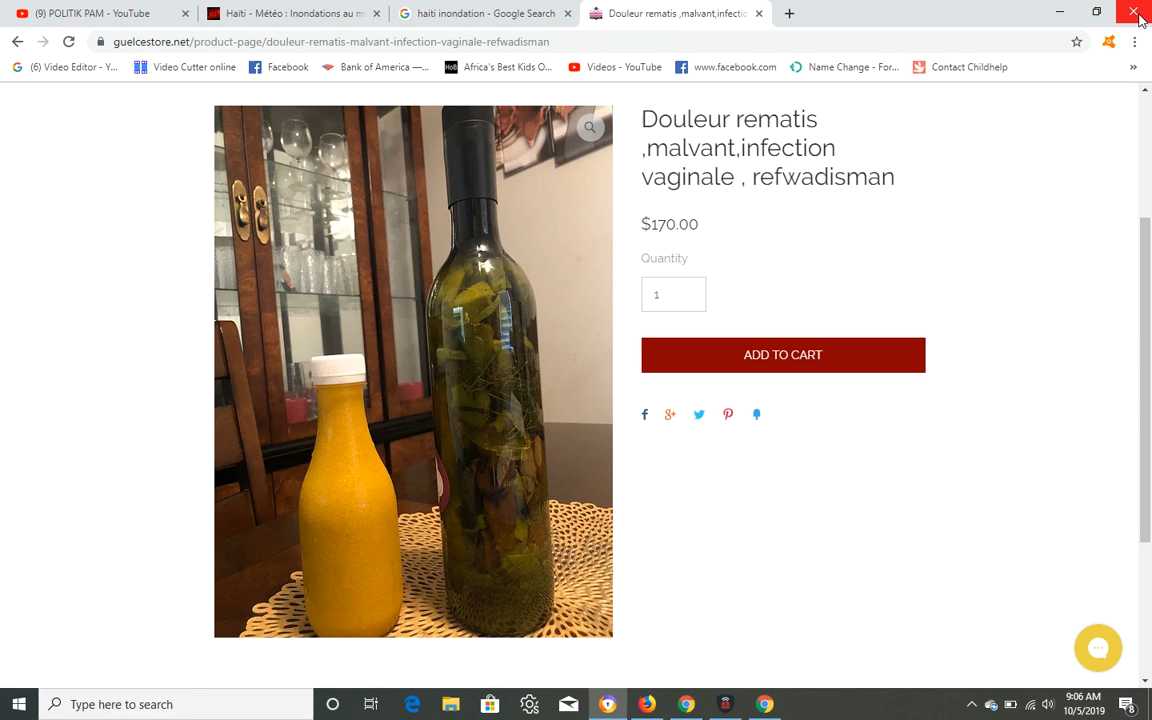 (9) POLITIK PAM - YouTube
Haïti - Météo : Inondations au m
haiti inondation - Google Search
Douleur rematis ,malvant,infectic
guelcestore.net/product-page/douleur-rematis-malvant-infection-vaginale-refwadisman
(6) Video Editor - Y...
Video Cutter online
Facebook
Bank of America —...
HoB
Africa's Best Kids O...
Videos - YouTube
www.facebook.com
Name Change - For...
Contact Childhelp
»
Douleur rematis
,malvant,infection
vaginale , refwadisman
$170.00
Quantity
1
ADD TO CART
Type here to search
9:06 AM
10/5/2019
8